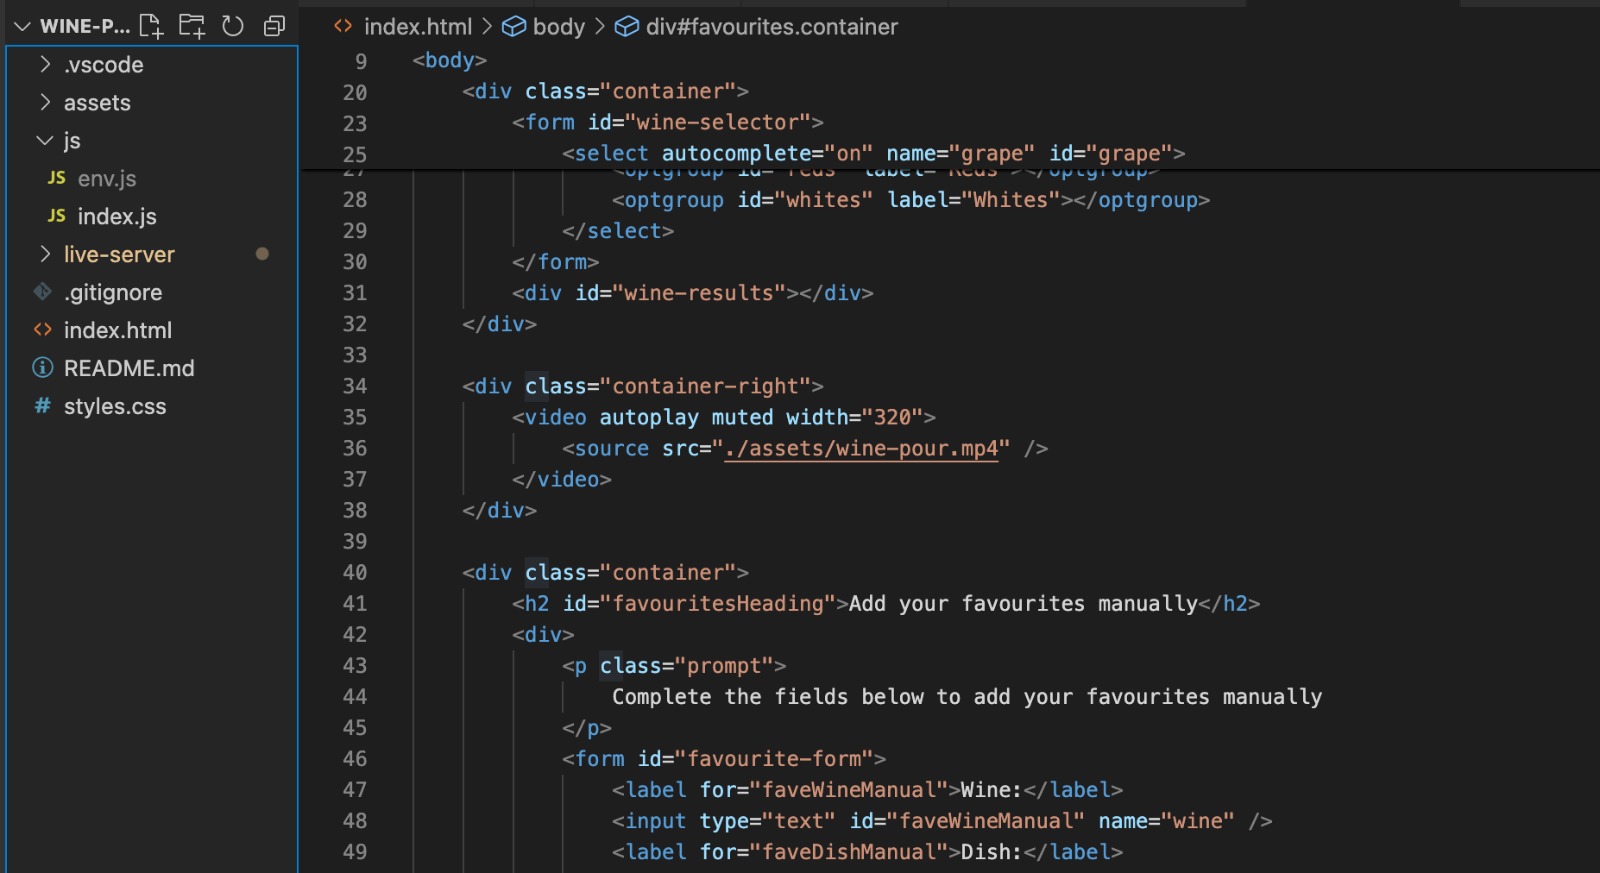 WINE-P...
.vscode
assets
js
JS env.js
JS index.js
live-server
.gitignore
index.html
README.md
# styles.css
index.html > body > div#favourites.container
9 <body>
20 <div class="container">
23 <form id="wine-selector">
25 <select autocomplete="on" name="grape" id="grape">
27 <optgroup id="reds" label="Reds"></optgroup>
28 <optgroup id="whites" label="Whites"></optgroup>
29 </select>
30 </form>
31 <div id="wine-results"></div>
32 </div>
33
34 <div class="container-right">
35 <video autoplay muted width="320">
36 <source src="./assets/wine-pour.mp4" />
37 </video>
38 </div>
39
40 <div class="container">
41 <h2 id="favouritesHeading">Add your favourites manually</h2>
42 <div>
43 <p class="prompt">
44 Complete the fields below to add your favourites manually
45 </p>
46 <form id="favourite-form">
47 <label for="faveWineManual">Wine:</label>
48 <input type="text" id="faveWineManual" name="wine" />
49 <label for="faveDishManual">Dish:</label>